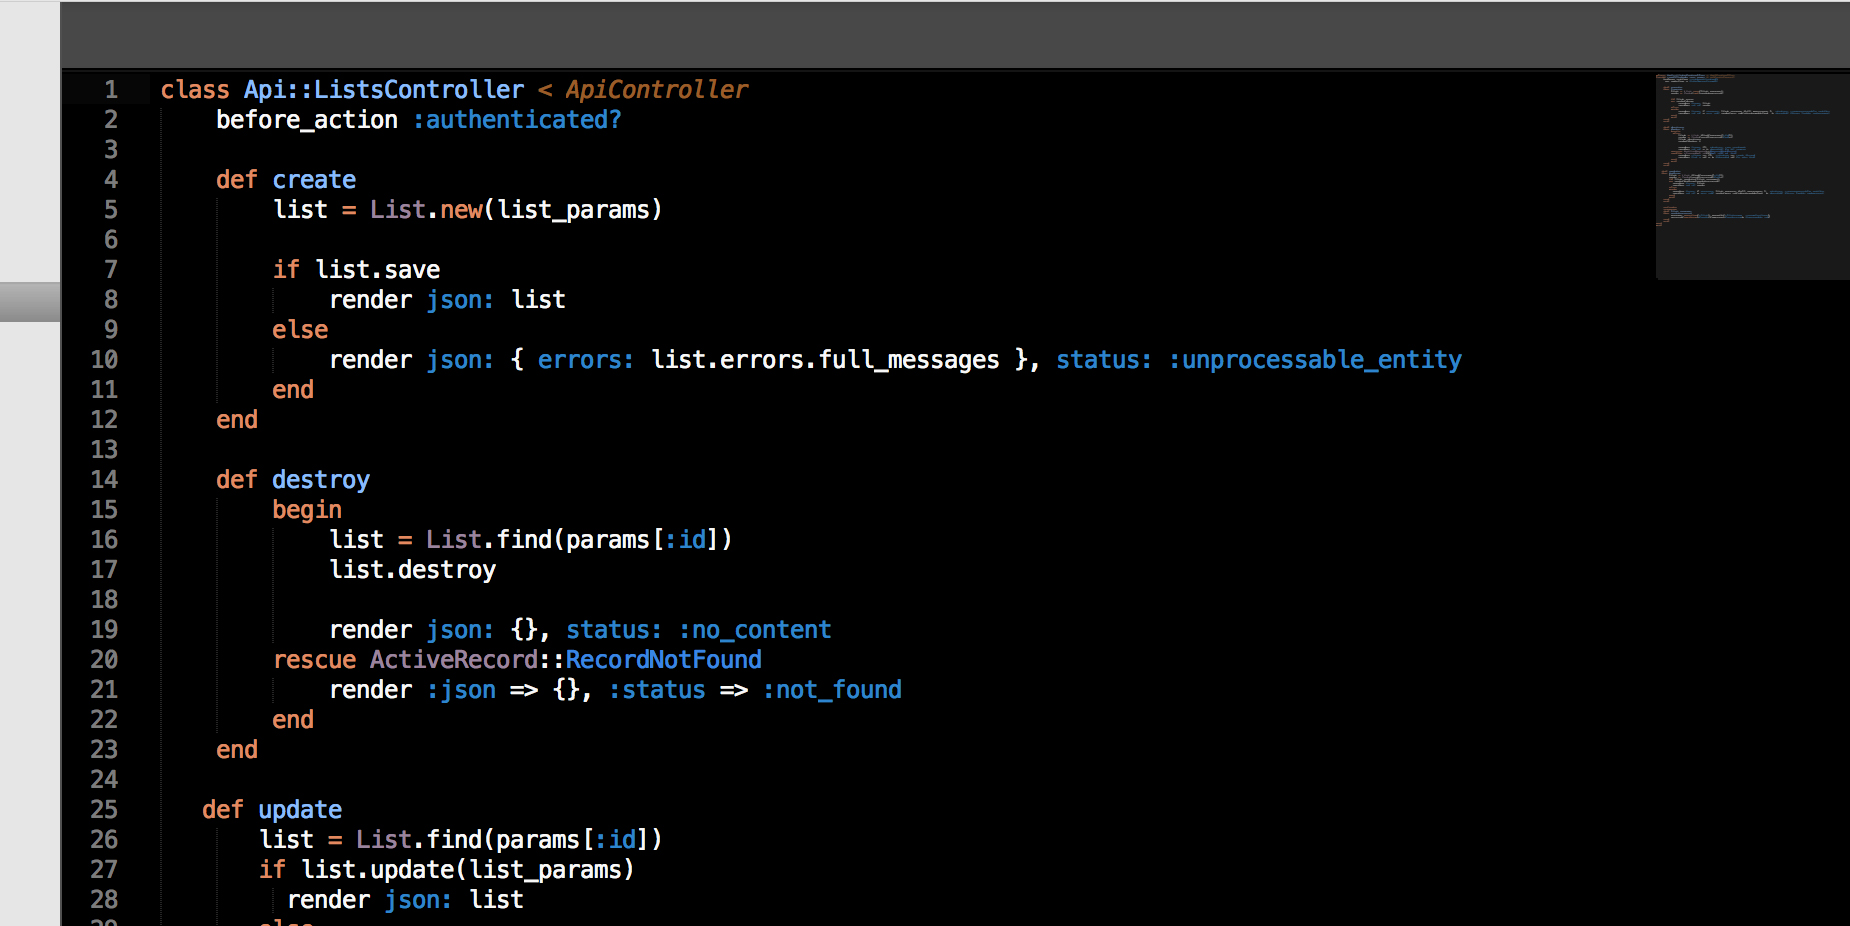 1 class Api::ListsController < ApiController
2     before_action :authenticated?
3
4     def create
5         list = List.new(list_params)
6
7         if list.save
8             render json: list
9         else
10             render json: { errors: list.errors.full_messages }, status: :unprocessable_entity
11         end
12     end
13
14     def destroy
15         begin
16             list = List.find(params[:id])
17             list.destroy
18
19             render json: {}, status: :no_content
20         rescue ActiveRecord::RecordNotFound
21             render :json => {}, :status => :not_found
22         end
23     end
24
25    def update
26        list = List.find(params[:id])
27        if list.update(list_params)
28          render json: list
29        else